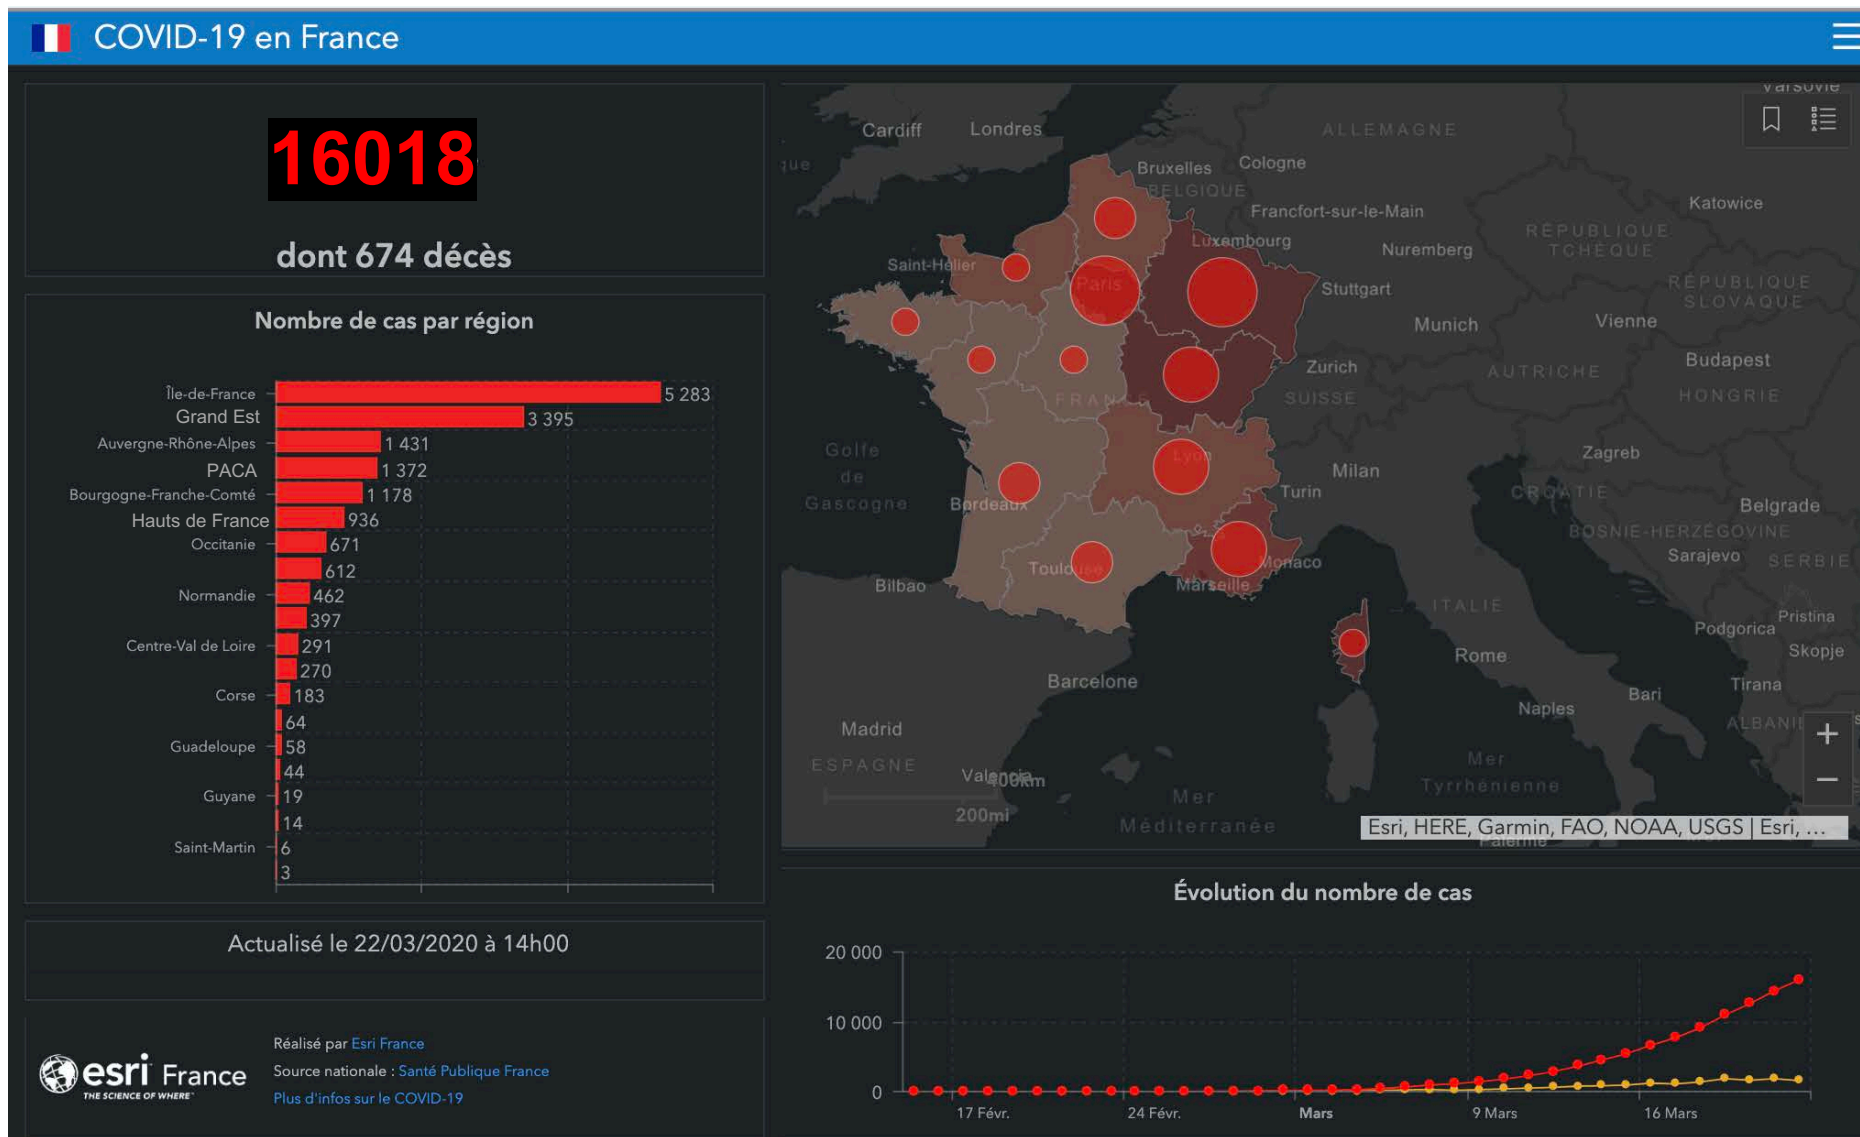 COVID-19 en France
16018
dont 674 décès
Nombre de cas par région
Île-de-France 5 283
Grand Est 3 395
Auvergne-Rhône-Alpes 1 431
PACA 1 372
Bourgogne-Franche-Comté 1 178
Hauts de France 936
Occitanie 671
612
Normandie 462
397
Centre-Val de Loire 291
270
Corse 183
64
Guadeloupe 58
44
Guyane 19
14
Saint-Martin 6
3
Actualisé le 22/03/2020 à 14h00
esri France
THE SCIENCE OF WHERE
Réalisé par Esri France
Source nationale : Santé Publique France
Plus d'infos sur le COVID-19
Varsovie
Cardiff
Londres
ALLEMAGNE
Bruxelles
Cologne
BELGIQUE
Katowice
Francfort-sur-le-Main
RÉPUBLIQUE
TCHÈQUE
Luxembourg
Nuremberg
Saint-Hélier
Paris
Stuttgart
RÉPUBLIQUE
SLOVAQUE
Munich
Vienne
Zurich
Budapest
AUTRICHE
SUISSE
HONGRIE
FRANCE
Golfe
de
Gascogne
Lyon
Zagreb
Milan
Turin
CROATIE
Bordeaux
Belgrade
BOSNIE-HERZÉGOVINE
Sarajevo
SERBIE
Toulouse
Monaco
Marseille
Bilbao
ITALIE
Pristina
Podgorica
Skopje
Rome
Barcelone
Tirana
Bari
Naples
Madrid
ALBANIE
ESPAGNE
Valencia
400km
200mi
Mer
Tyrrhénienne
Mer
Méditerranée
Esri, HERE, Garmin, FAO, NOAA, USGS | Esri, ...
Palerme
Évolution du nombre de cas
20 000
10 000
0
17 Févr.
24 Févr.
Mars
9 Mars
16 Mars